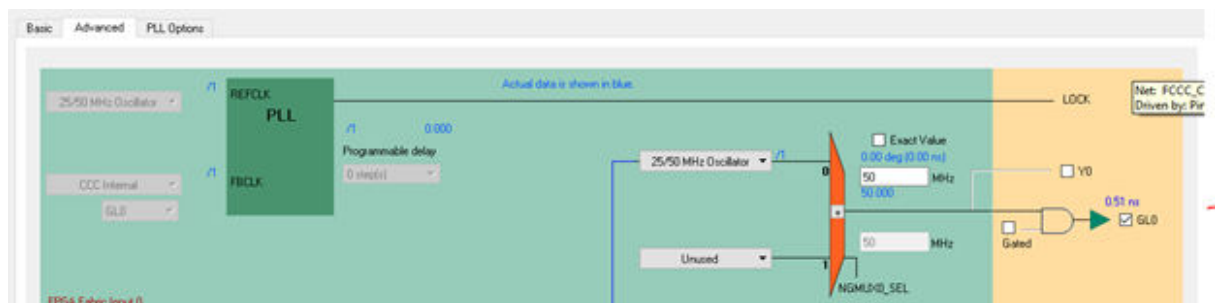 Basic Advanced PLL Options
Actual data is shown in blue.
25/50 MHz Oscillator
/1
REFCLK
PLL
LOCK
Net: FCCC_C
Driven by: Pin
/1 0.000
Programmable delay
0 step(s)
CCC Internal
GL0
/1
FBCLK
25/50 MHz Oscillator
/1
0
Exact Value
0.00 deg (0.00 ns)
50 MHz
50.000
Y0
0.51 ns
GL0
Gated
50 MHz
Unused
1
NGMUX0_SEL
FPGA Fabric Input 0